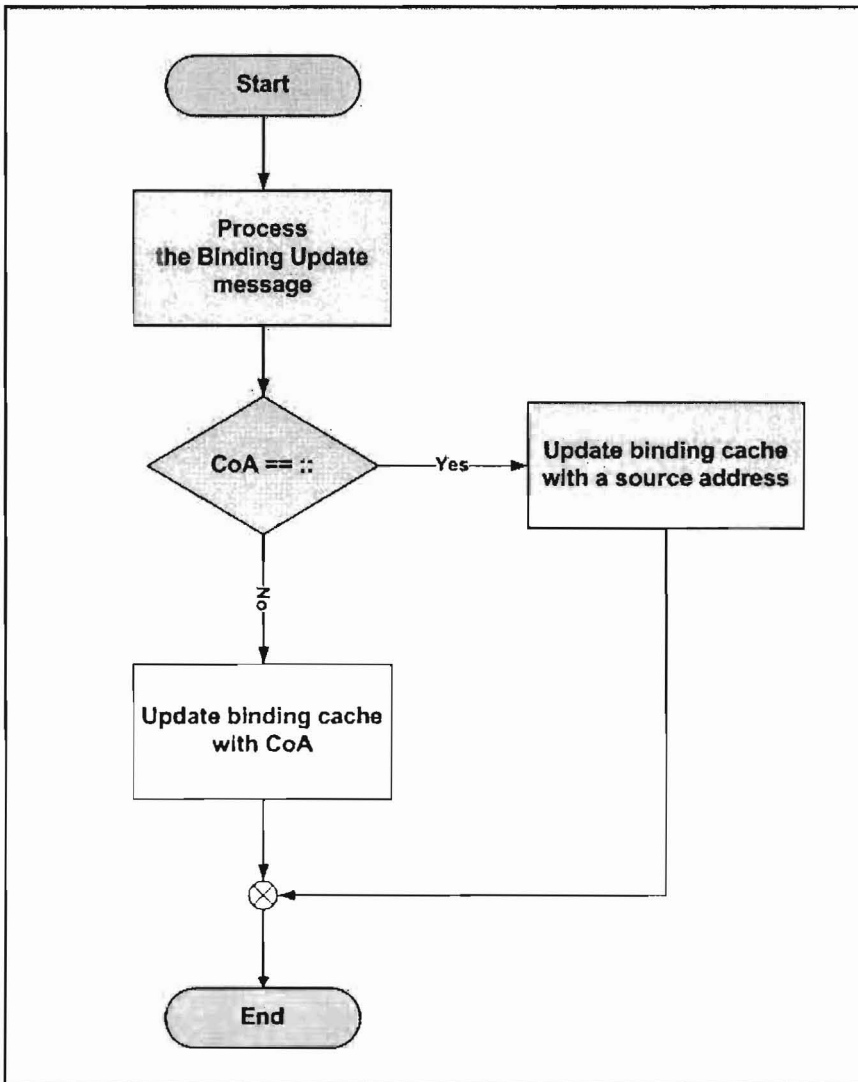 Start
Process
the Binding Update
message
CoA == ::
Yes
Update binding cache
with a source address
No
Update binding cache
with CoA
End